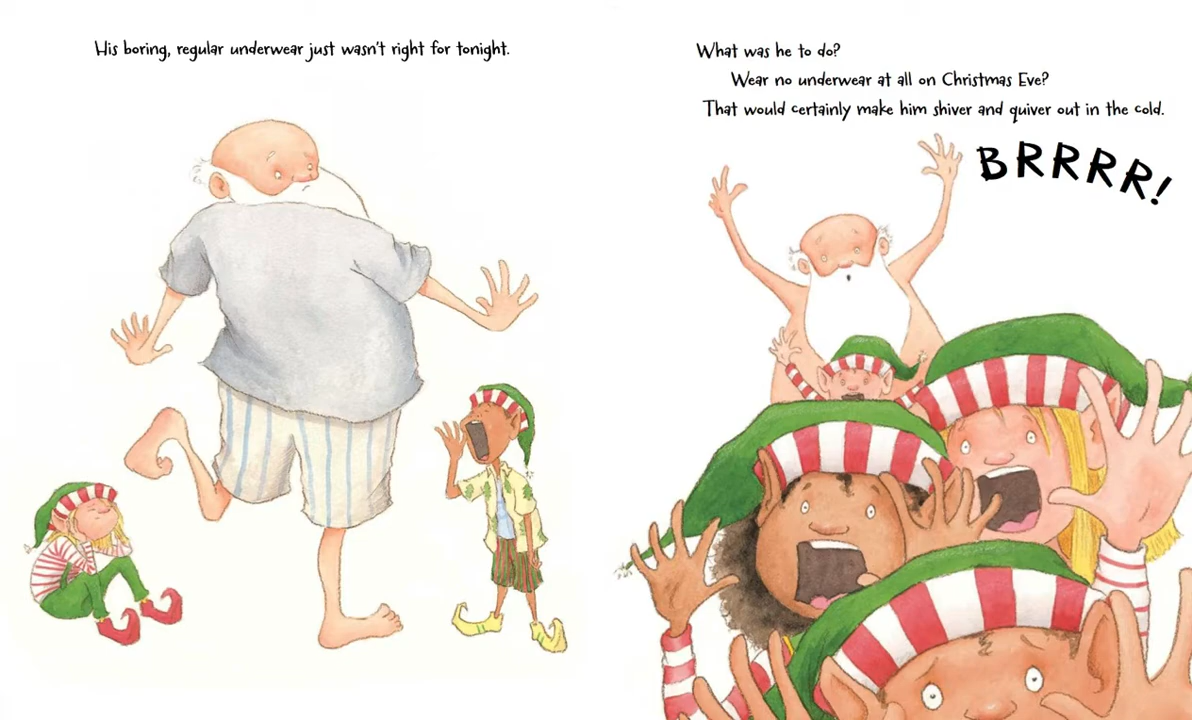 His boring, regular underwear just wasn't right for tonight.
What was he to do?
Wear no underwear at all on Christmas Eve?
That would certainly make him shiver and quiver out in the cold.
BRRRR!